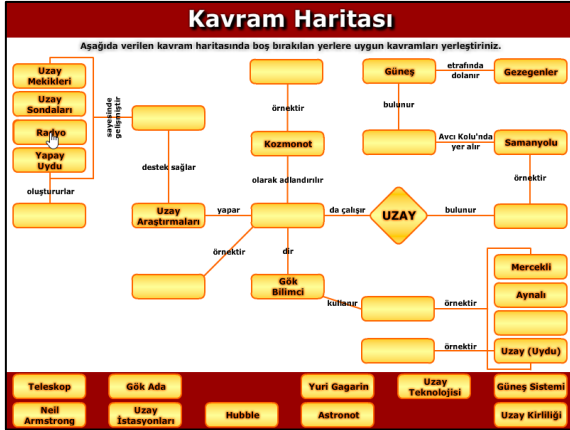 Kavram Haritası
Aşağıda verilen kavram haritasında boş bırakılan yerlere uygun kavramları yerleştiriniz.
Uzay
Mekikleri
Uzay
Sondaları
Radyo
Yapay
Uydu
sayesinde
gelişmiştir
oluştururlar
destek sağlar
Uzay
Araştırmaları
yapar
örnektir
örnektir
Kozmonot
olarak adlandırılır
dir
Gök
Bilimci
da çalışır
UZAY
bulunur
Güneş
etrafında
dolanır
Gezegenler
bulunur
Avcı Kolu'nda
yer alır
Samanyolu
örnektir
kullanır
örnektir
örnektir
Mercekli
Aynalı
Uzay (Uydu)
Teleskop
Gök Ada
Yuri Gagarin
Uzay
Teknolojisi
Güneş Sistemi
Neil
Armstrong
Uzay
İstasyonları
Hubble
Astronot
Uzay Kirliliği